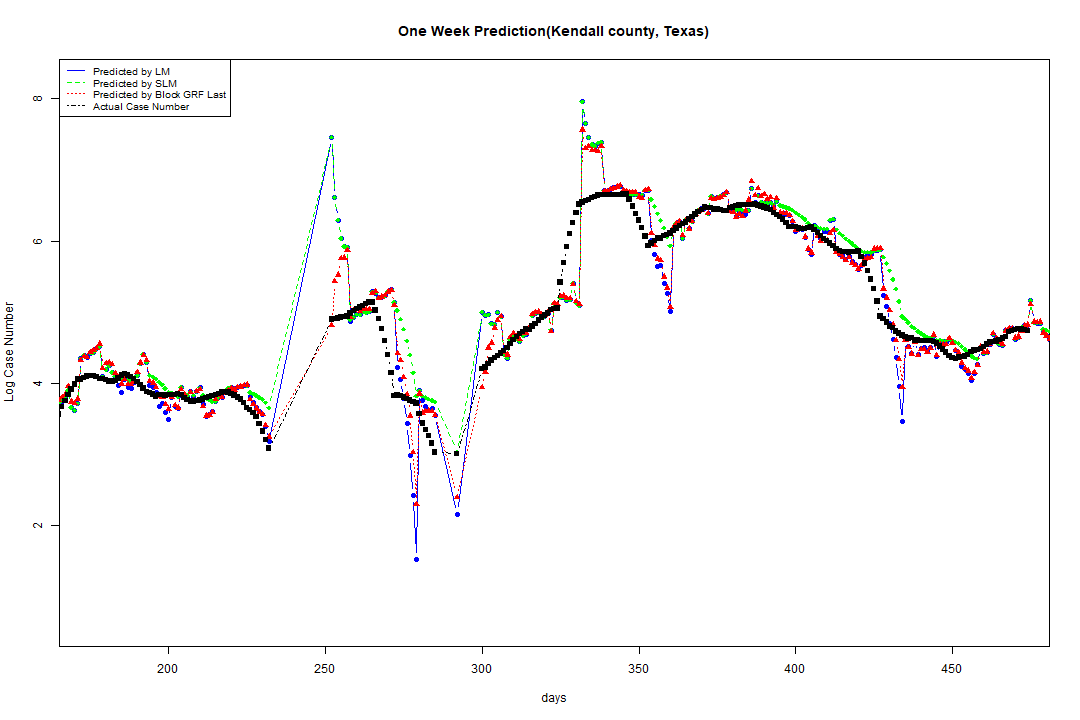 One Week Prediction(Kendall county, Texas)
Predicted by LM
Predicted by SLM
Predicted by Block GRF Last
Actual Case Number
8
6
4
2
Log Case Number
200 250 300 350 400 450
days